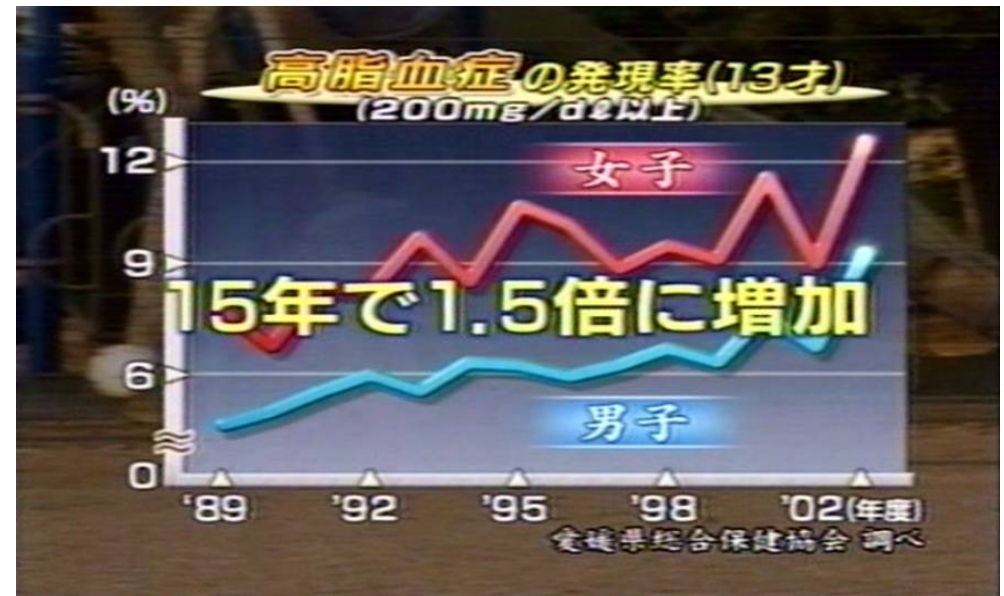 高脂血症の発現率(13才)
(200mg/dℓ以上)
(%)
12
女子
9
15年で1.5倍に増加
6
男子
0
'89 '92 '95 '98 '02(年度)
愛媛県総合保健協会 調べ